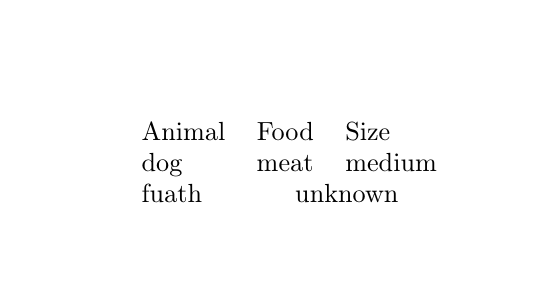 Animal Food Size
dog meat medium
fuath unknown